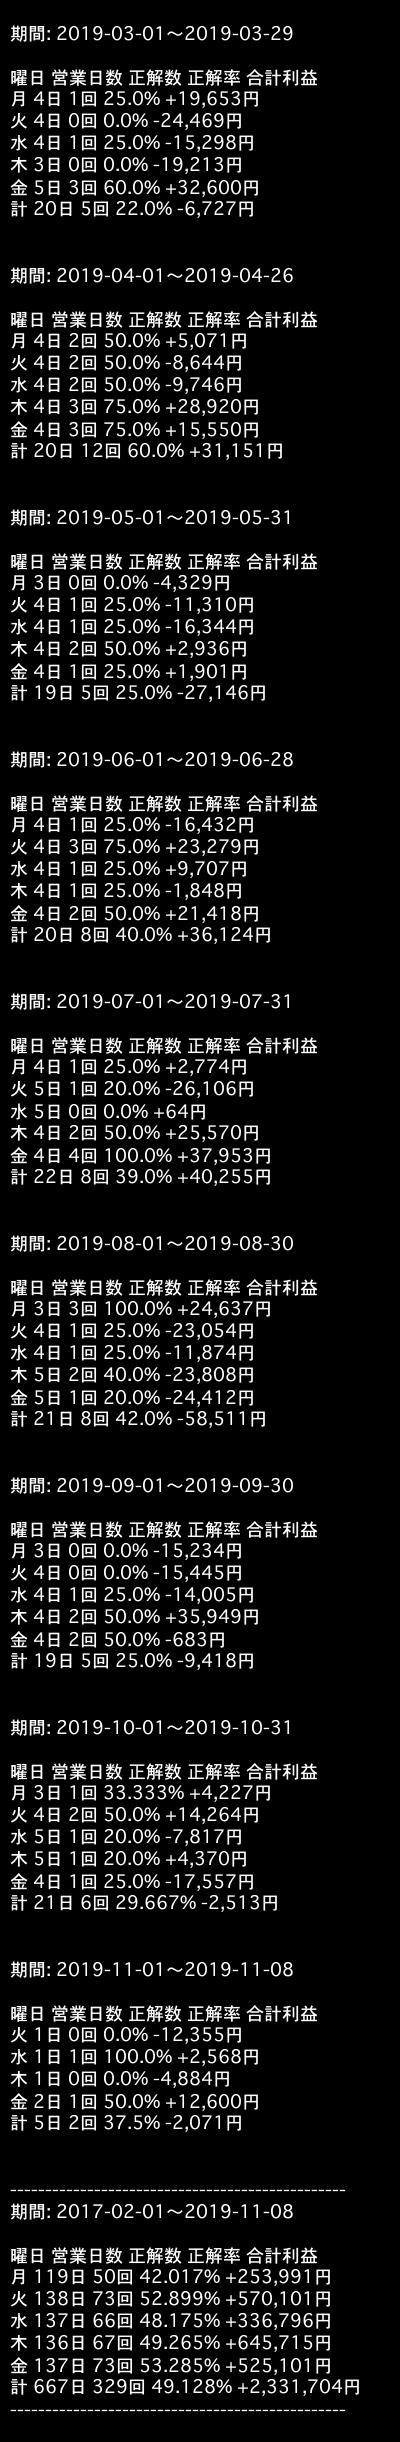 期間: 2019-03-01～2019-03-29
曜日 営業日数 正解数 正解率 合計利益
月 4日 1回 25.0% +19,653円
火 4日 0回 0.0% -24,469円
水 4日 1回 25.0% -15,298円
木 3日 0回 0.0% -19,213円
金 5日 3回 60.0% +32,600円
計 20日 5回 22.0% -6,727円
期間: 2019-04-01～2019-04-26
曜日 営業日数 正解数 正解率 合計利益
月 4日 2回 50.0% +5,071円
火 4日 2回 50.0% -8,644円
水 4日 2回 50.0% -9,746円
木 4日 3回 75.0% +28,920円
金 4日 3回 75.0% +15,550円
計 20日 12回 60.0% +31,151円
期間: 2019-05-01～2019-05-31
曜日 営業日数 正解数 正解率 合計利益
月 3日 0回 0.0% -4,329円
火 4日 1回 25.0% -11,310円
水 4日 1回 25.0% -16,344円
木 4日 2回 50.0% +2,936円
金 4日 1回 25.0% +1,901円
計 19日 5回 25.0% -27,146円
期間: 2019-06-01～2019-06-28
曜日 営業日数 正解数 正解率 合計利益
月 4日 1回 25.0% -16,432円
火 4日 3回 75.0% +23,279円
水 4日 1回 25.0% +9,707円
木 4日 1回 25.0% -1,848円
金 4日 2回 50.0% +21,418円
計 20日 8回 40.0% +36,124円
期間: 2019-07-01～2019-07-31
曜日 営業日数 正解数 正解率 合計利益
月 4日 1回 25.0% +2,774円
火 5日 1回 20.0% -26,106円
水 5日 0回 0.0% +64円
木 4日 2回 50.0% +25,570円
金 4日 4回 100.0% +37,953円
計 22日 8回 39.0% +40,255円
期間: 2019-08-01～2019-08-30
曜日 営業日数 正解数 正解率 合計利益
月 3日 3回 100.0% +24,637円
火 4日 1回 25.0% -23,054円
水 4日 1回 25.0% -11,874円
木 5日 2回 40.0% -23,808円
金 5日 1回 20.0% -24,412円
計 21日 8回 42.0% -58,511円
期間: 2019-09-01～2019-09-30
曜日 営業日数 正解数 正解率 合計利益
月 3日 0回 0.0% -15,234円
火 4日 0回 0.0% -15,445円
水 4日 1回 25.0% -14,005円
木 4日 2回 50.0% +35,949円
金 4日 2回 50.0% -683円
計 19日 5回 25.0% -9,418円
期間: 2019-10-01～2019-10-31
曜日 営業日数 正解数 正解率 合計利益
月 3日 1回 33.333% +4,227円
火 4日 2回 50.0% +14,264円
水 5日 1回 20.0% -7,817円
木 5日 1回 20.0% +4,370円
金 4日 1回 25.0% -17,557円
計 21日 6回 29.667% -2,513円
期間: 2019-11-01～2019-11-08
曜日 営業日数 正解数 正解率 合計利益
火 1日 0回 0.0% -12,355円
水 1日 1回 100.0% +2,568円
木 1日 0回 0.0% -4,884円
金 2日 1回 50.0% +12,600円
計 5日 2回 37.5% -2,071円
------------------------------------------------
期間: 2017-02-01～2019-11-08
曜日 営業日数 正解数 正解率 合計利益
月 119日 50回 42.017% +253,991円
火 138日 73回 52.899% +570,101円
水 137日 66回 48.175% +336,796円
木 136日 67回 49.265% +645,715円
金 137日 73回 53.285% +525,101円
計 667日 329回 49.128% +2,331,704円
------------------------------------------------